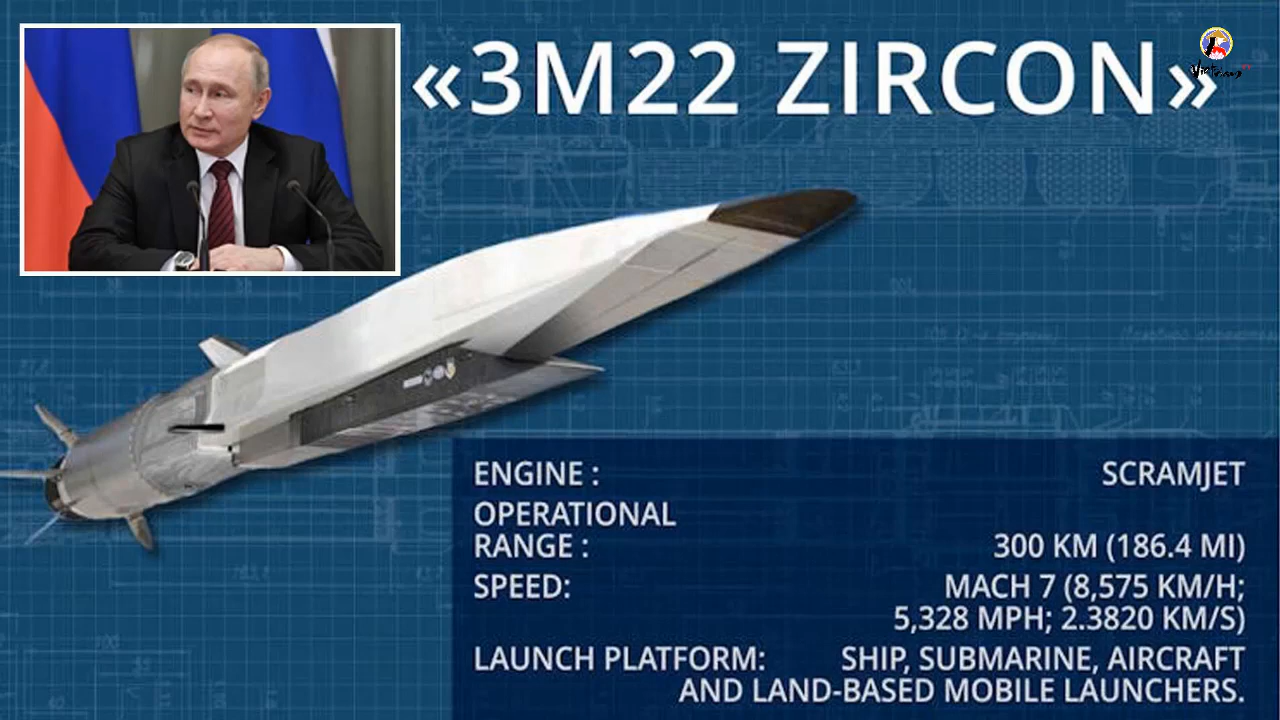 «3M22 ZIRCON»
ENGINE : SCRAMJET
OPERATIONAL
RANGE : 300 KM (186.4 MI)
SPEED: MACH 7 (8,575 KM/H;
5,328 MPH; 2.3820 KM/S)
LAUNCH PLATFORM: SHIP, SUBMARINE, AIRCRAFT
AND LAND-BASED MOBILE LAUNCHERS.